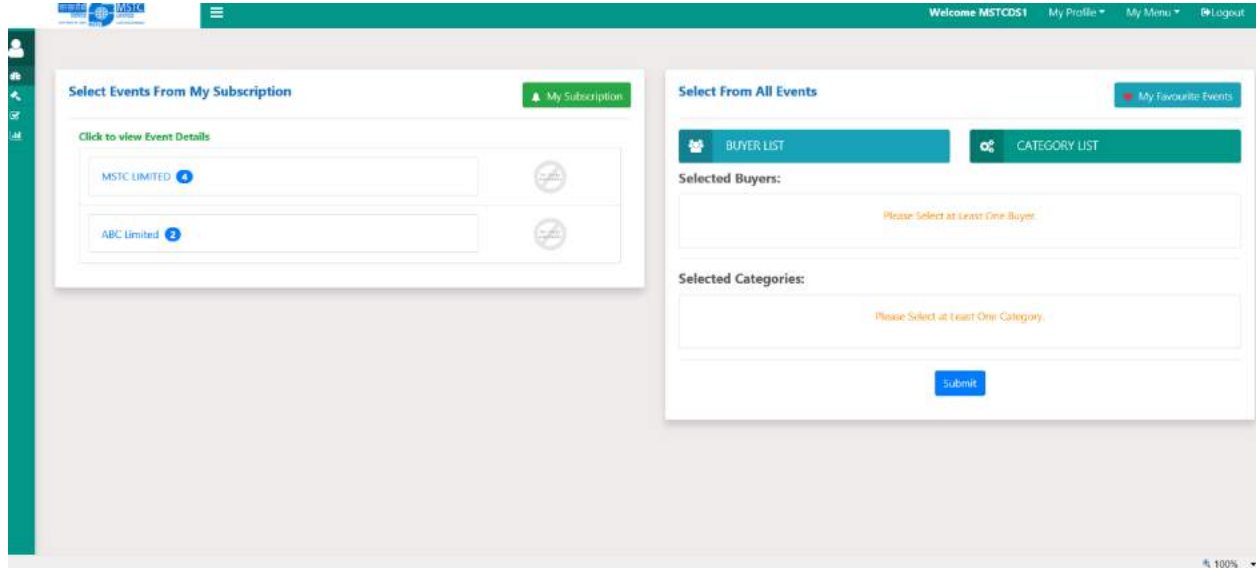 MSTC
LIMITED
Welcome MSTCDS1
My Profile
My Menu
Logout
Select Events From My Subscription
My Subscription
Click to view Event Details
MSTC LIMITED 4
ABC Limited 2
Select From All Events
My Favourite Events
BUYER LIST
CATEGORY LIST
Selected Buyers:
Please Select at Least One Buyer
Selected Categories:
Please Select at Least One Category.
Submit
100%